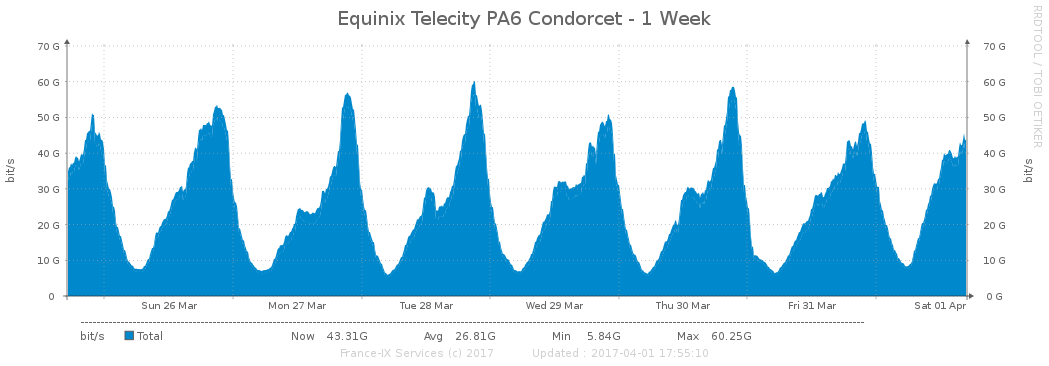 Equinix Telecity PA6 Condorcet - 1 Week
RRDTOOL / TOBI OETIKER
bit/s
70 G
60 G
50 G
40 G
30 G
20 G
10 G
0
70 G
60 G
50 G
40 G
30 G
20 G
10 G
0 G
bit/s
Sun 26 Mar Mon 27 Mar Tue 28 Mar Wed 29 Mar Thu 30 Mar Fri 31 Mar Sat 01 Apr
bit/s Total Now 43.31G Avg 26.81G Min 5.84G Max 60.25G
France-IX Services (c) 2017 Updated : 2017-04-01 17:55:10